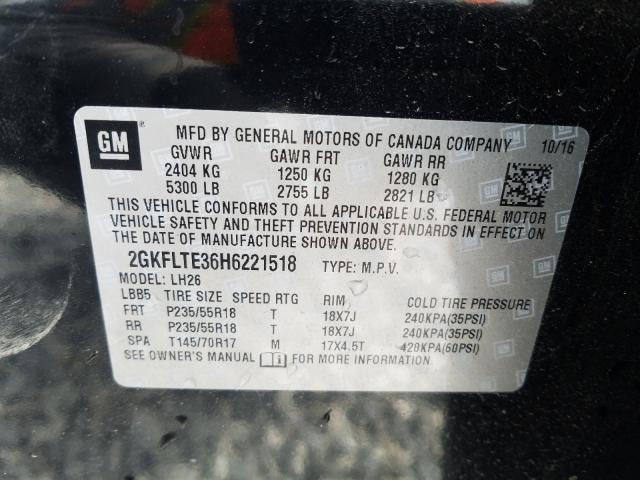 GM
MFD BY GENERAL MOTORS OF CANADA COMPANY 10/16
GVWR GAWR FRT GAWR RR
2404 KG 1250 KG 1280 KG
5300 LB 2755 LB 2821 LB
THIS VEHICLE CONFORMS TO ALL APPLICABLE U.S. FEDERAL MOTOR
VEHICLE SAFETY AND THEFT PREVENTION STANDARDS IN EFFECT ON
THE DATE OF MANUFACTURE SHOWN ABOVE.
2GKFLTE36H6221518 TYPE: M.P.V.
MODEL: LH26
LBB5 TIRE SIZE SPEED RTG RIM COLD TIRE PRESSURE
FRT P235/55R18 T 18X7J 240KPA(35PSI)
RR P235/55R18 T 18X7J 240KPA(35PSI)
SPA T145/70R17 M 17X4.5T 420KPA(60PSI)
SEE OWNER'S MANUAL FOR MORE INFORMATION.